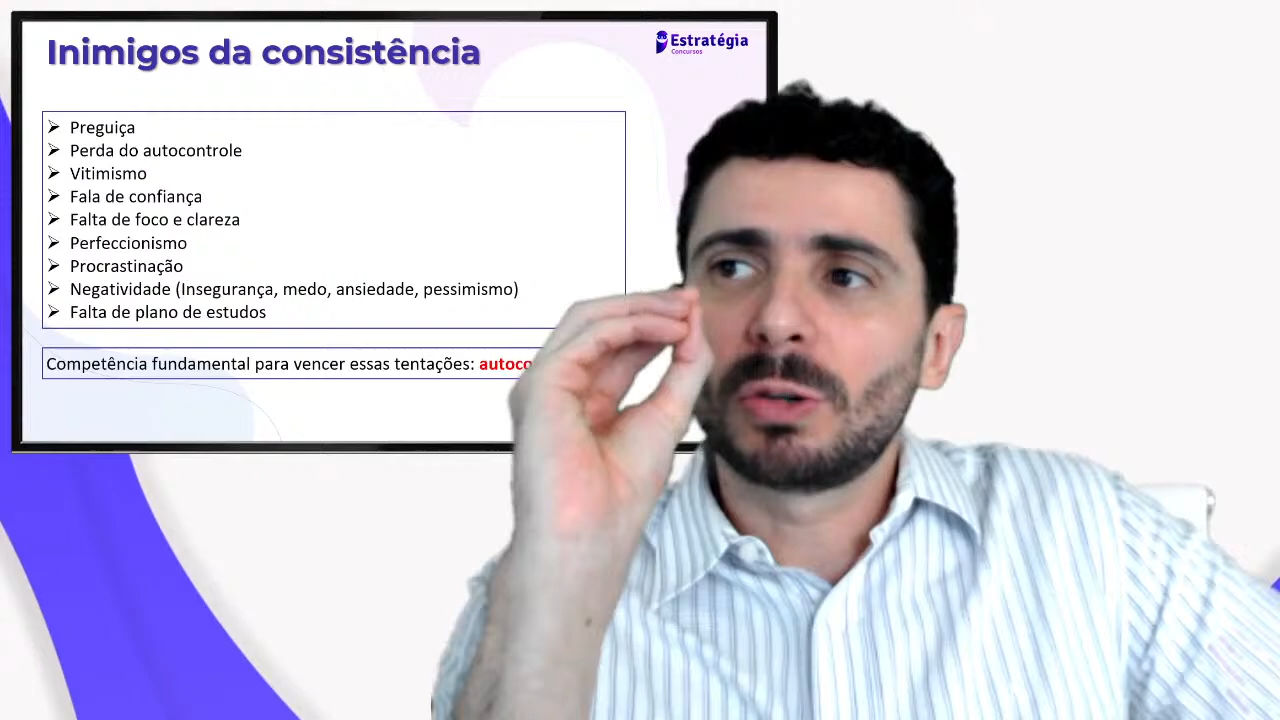 Inimigos da consistência
Estratégia
Concursos
➢ Preguiça
➢ Perda do autocontrole
➢ Vitimismo
➢ Fala de confiança
➢ Falta de foco e clareza
➢ Perfeccionismo
➢ Procrastinação
➢ Negatividade (Insegurança, medo, ansiedade, pessimismo)
➢ Falta de plano de estudos
Competência fundamental para vencer essas tentações: